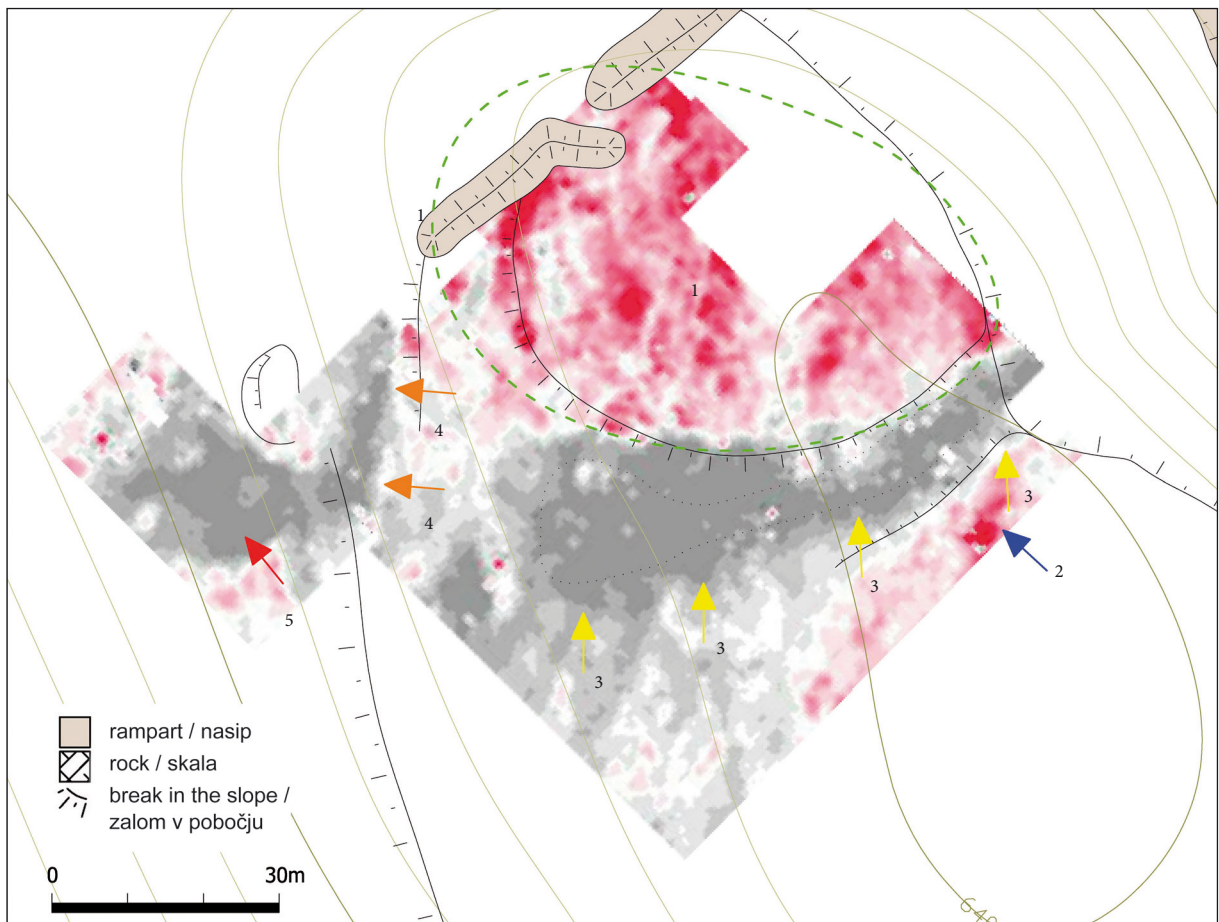 1
1
4
4
3
3
2
3
3
5
rampart / nasip
rock / skala
break in the slope /
zalom v pobočju
0 30m